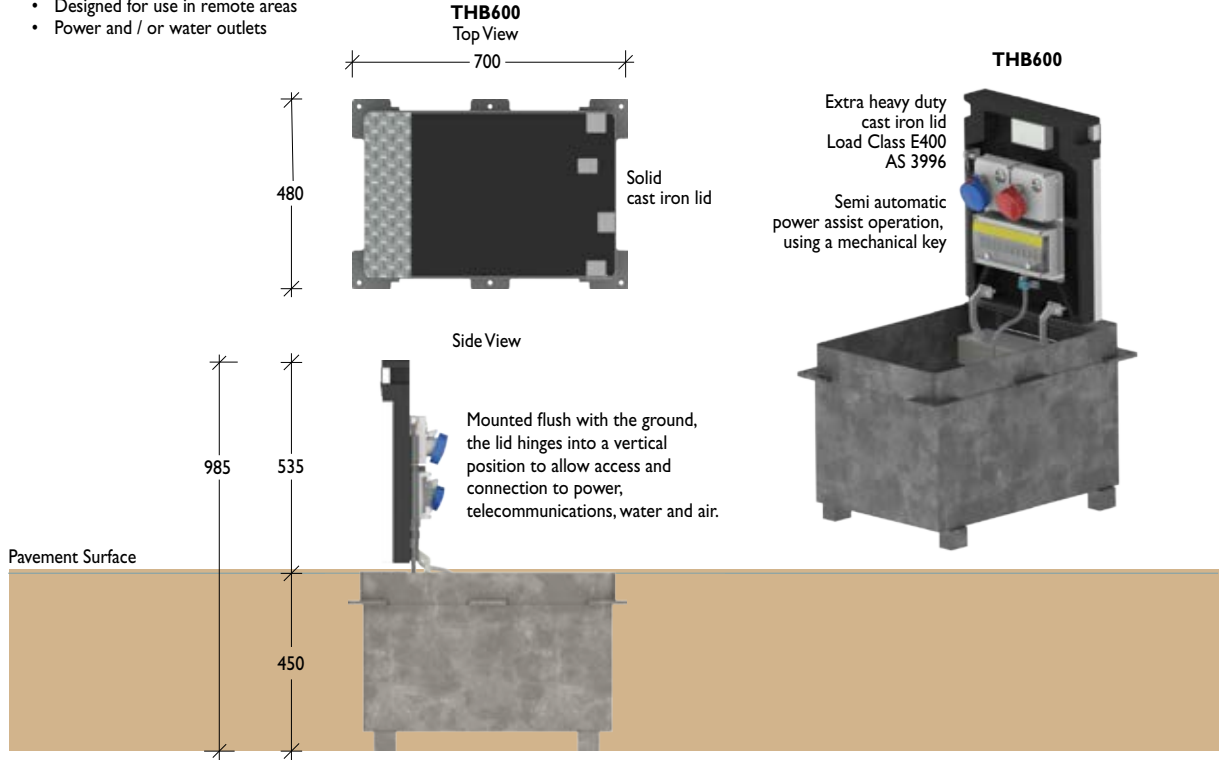 • Designed for use in remote areas
• Power and / or water outlets
THB600
Top View
700
480
Solid
cast iron lid
THB600
Extra heavy duty
cast iron lid
Load Class E400
AS 3996
Semi automatic
power assist operation,
using a mechanical key
Side View
985
535
Mounted flush with the ground,
the lid hinges into a vertical
position to allow access and
connection to power,
telecommunications, water and air.
Pavement Surface
450